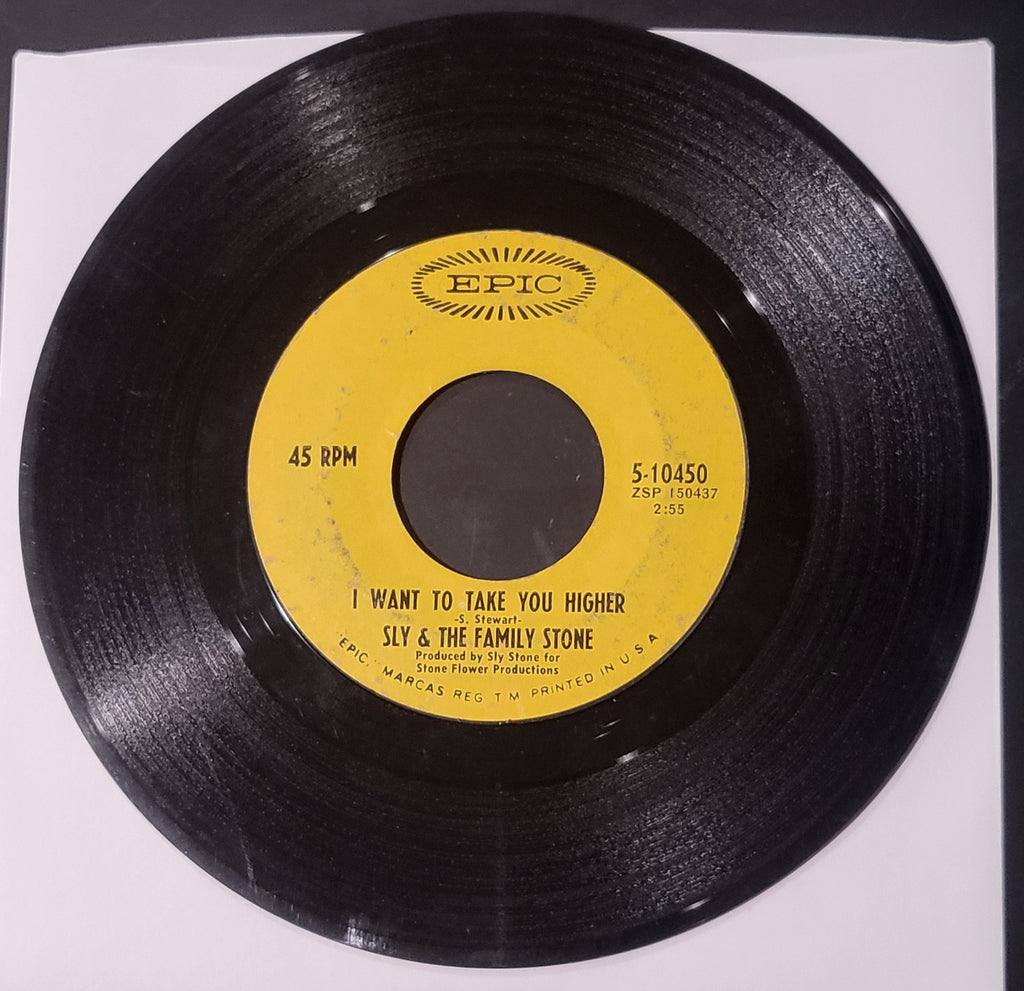 EPIC
45 RPM
5-10450
ZSP 150437
2:55
I WANT TO TAKE YOU HIGHER
-S. Stewart-
SLY & THE FAMILY STONE
Produced by Sly Stone for
Stone Flower Productions
"EPIC," MARCAS REG T M PRINTED IN U S A